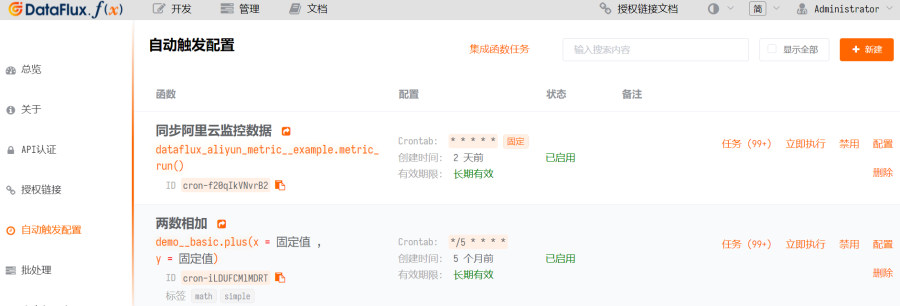 DataFlux.f(x) 开发 管理 文档 授权链接文档 简 Administrator
自动触发配置 集成函数任务 输入搜索内容 显示全部 + 新建
总览
关于
API认证
授权链接
自动触发配置
批处理
函数 配置 状态 备注
同步阿里云监控数据
dataflux_aliyun_metric__example.metric_
run()
ID cron-f20qIkVNvrB2
Crontab: * * * * * 固定
创建时间: 2 天前
有效期限: 长期有效
已启用
任务 (99+) 立即执行 禁用 配置
删除
两数相加
demo__basic.plus(x = 固定值 ,
y = 固定值)
ID cron-iLDUFCM1MDRT
标签 math simple
Crontab: */5 * * * *
创建时间: 5 个月前
有效期限: 长期有效
已启用
任务 (99+) 立即执行 禁用 配置
删除